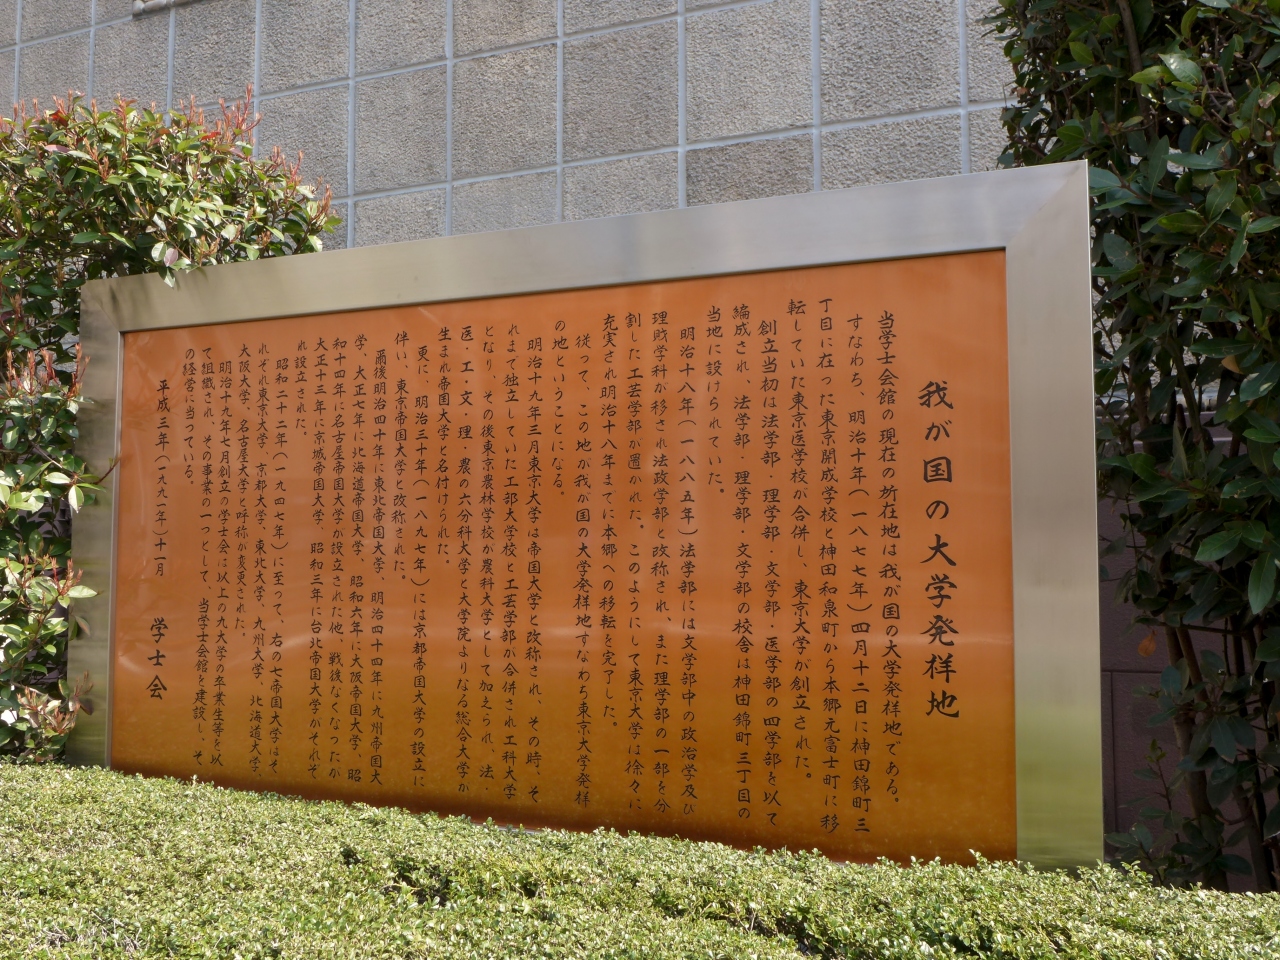 我が国の大学発祥地
当学士会館の現在の所在地は我が国の大学発祥地である。
すなわち、明治十年(一八七七年)四月十二日に神田錦町三
丁目に在った東京開成学校と神田和泉町から本郷元富士町に移
転していた東京医学校が合併し、東京大学が創立された。
創立当初は法学部・理学部・文学部・医学部の四学部を以て
編成され、法学部・理学部・文学部の校舎は神田錦町三丁目の
当地に設けられていた。
明治十八年(一八八五年)法学部には文学部中の政治学及び
理財学科が移され法政学部と改称され、また理学部の一部を分
割した工芸学部が置かれた。このようにして東京大学は徐々に
充実され明治十八年までに本郷への移転を完了した。
従って、この地が我が国の大学発祥地すなわち東京大学発祥
の地ということになる。
明治十九年三月東京大学は帝国大学と改称され、その時、そ
れまで独立していた工部大学校と工芸学部が合併され工科大学
となり、その後東京農林学校が農科大学として加えられ、法・
医・工・文・理・農の六分科大学と大学院よりなる総合大学が
生まれ帝国大学と名付けられた。
更に、明治三十年(一八九七年)には京都帝国大学の設立に
伴い、東京帝国大学と改称された。
爾後明治四十年に東北帝国大学、明治四十四年に九州帝国大
学、大正七年に北海道帝国大学、昭和六年に大阪帝国大学、昭
和十四年に名古屋帝国大学が設立された他、戦後なくなったが
大正十三年に京城帝国大学、昭和三年に台北帝国大学がそれぞ
れ設立された。
昭和二十二年(一九四七年)に至って、右の七帝国大学はそ
れぞれ東京大学、京都大学、東北大学、九州大学、北海道大学、
大阪大学、名古屋大学と呼称が変更された。
明治十九年七月創立の学士会は以上の九大学の卒業生等を以
て組織され、その事業の一つとして、当学士会館を建設し、そ
の経営に当っている。
平成三年(一九九一年)十一月　学士会